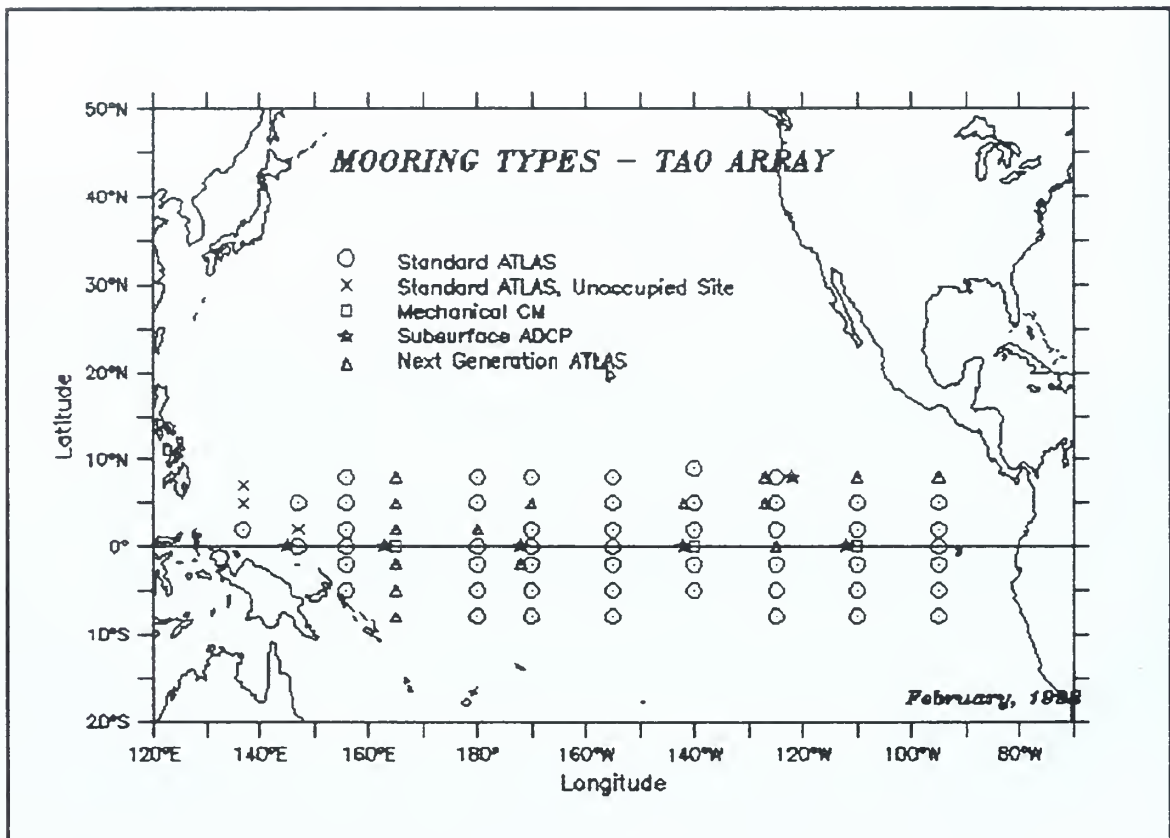 MOORING TYPES - TAO ARRAY
Standard ATLAS
Standard ATLAS, Unoccupied Site
Mechanical CM
Subsurface ADCP
Next Generation ATLAS
50°N
40°N
30°N
20°N
10°N
0°
10°S
20°S
Latitude
February,
120°E
140°E
160°E
180°
160°W
140°W
120°W
100°W
80°W
Longitude